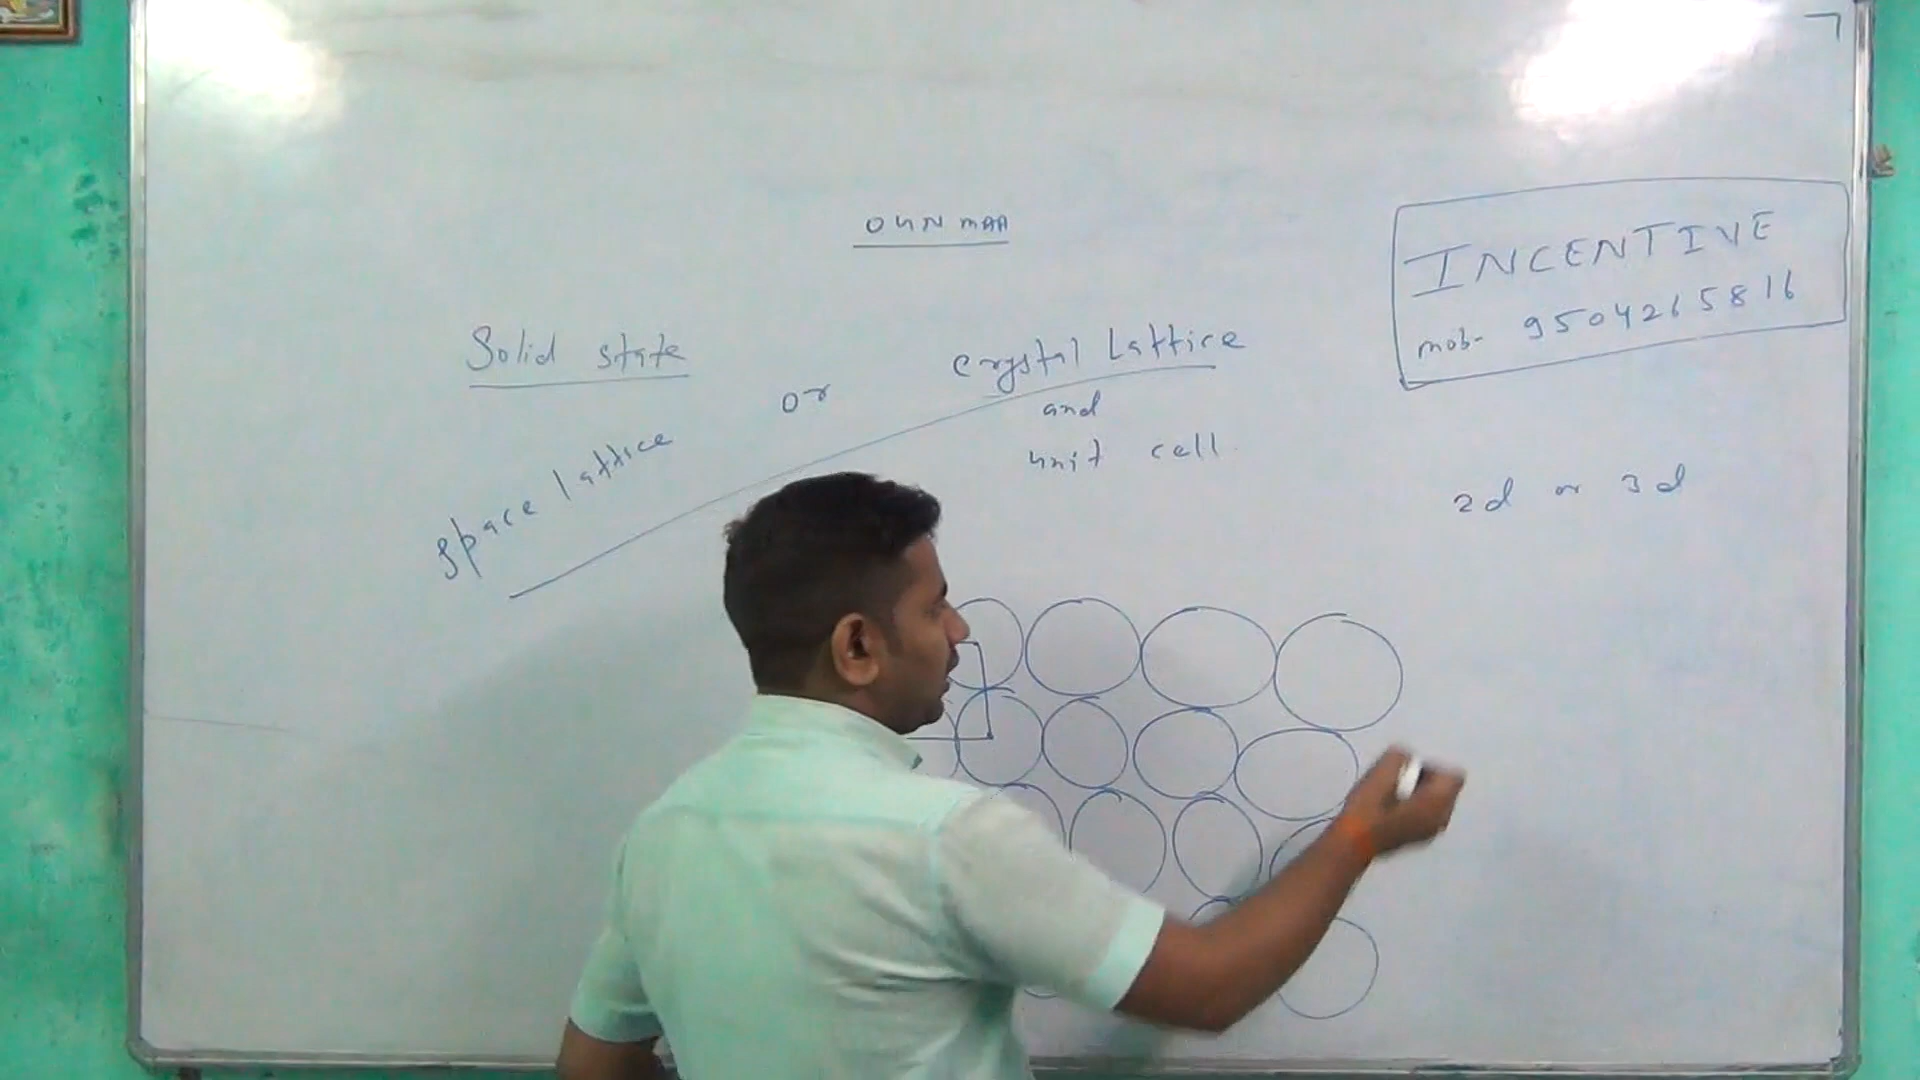 OUN MAA
INCENTIVE
mob- 9504265816
Solid state
or
Crystal Lattice
and
unit cell
space lattice
2d or 3d